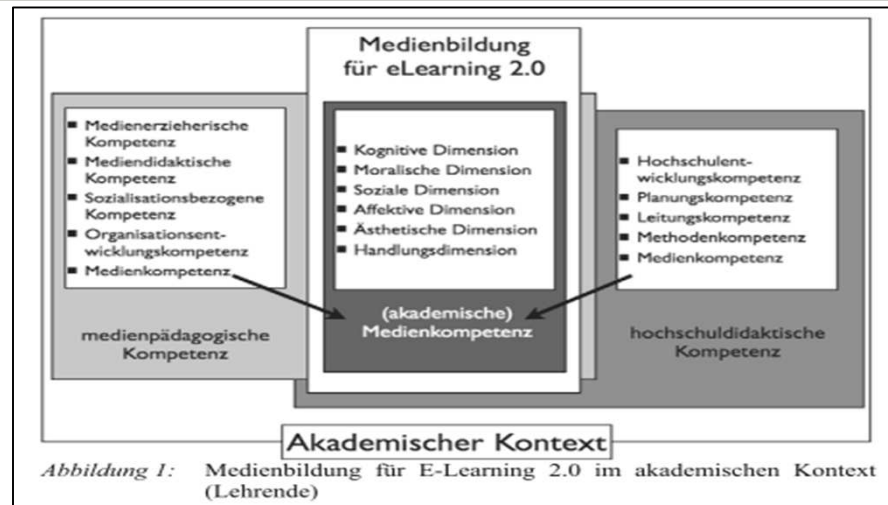 Medienbildung
für eLearning 2.0
■ Medienerzieherische
Kompetenz
■ Mediendidaktische
Kompetenz
■ Sozialisationsbezogene
Kompetenz
■ Organisationsent-
wicklungskompetenz
■ Medienkompetenz
medienpädagogische
Kompetenz
■ Kognitive Dimension
■ Moralische Dimension
■ Soziale Dimension
■ Affektive Dimension
■ Ästhetische Dimension
■ Handlungsdimension
(akademische)
Medienkompetenz
■ Hochschulent-
wicklungskompetenz
■ Planungskompetenz
■ Leitungskompetenz
■ Methodenkompetenz
■ Medienkompetenz
hochschuldidaktische
Kompetenz
Akademischer Kontext
Abbildung 1: Medienbildung für E-Learning 2.0 im akademischen Kontext
(Lehrende)